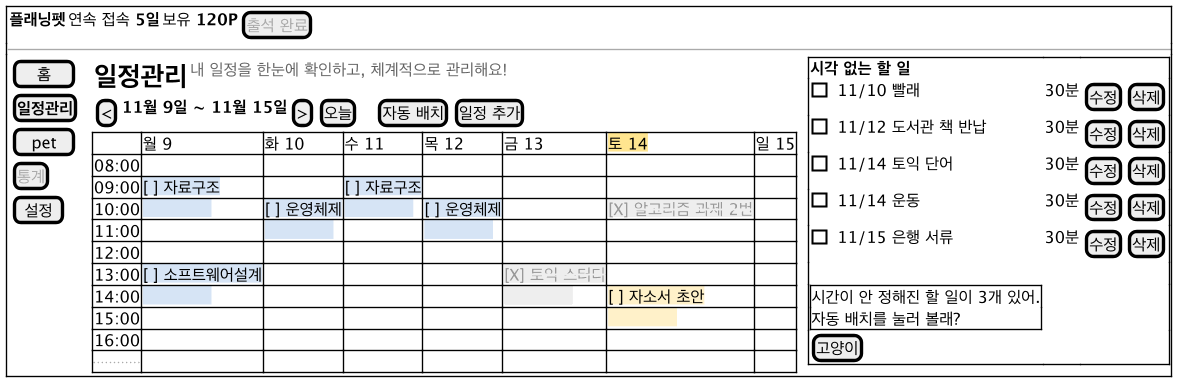 플래닝펫 연속 접속 5일 보유 120P 출석 완료
홈
일정관리
pet
통계
설정
일정관리 내 일정을 한눈에 확인하고, 체계적으로 관리해요!
< 11월 9일 ~ 11월 15일 > 오늘 자동 배치 일정 추가
월 9 화 10 수 11 목 12 금 13 토 14 일 15
08:00
09:00 [ ] 자료구조 [ ] 자료구조
10:00 [ ] 운영체제 [ ] 운영체제 [X] 알고리즘 과제 2번
11:00
12:00
13:00 [ ] 소프트웨어설계 [X] 토익 스터디
14:00 [ ] 자소서 초안
15:00
16:00
시각 없는 할 일
11/10 빨래 30분 수정 삭제
11/12 도서관 책 반납 30분 수정 삭제
11/14 토익 단어 30분 수정 삭제
11/14 운동 30분 수정 삭제
11/15 은행 서류 30분 수정 삭제
시간이 안 정해진 할 일이 3개 있어.
자동 배치를 눌러 볼래?
고양이